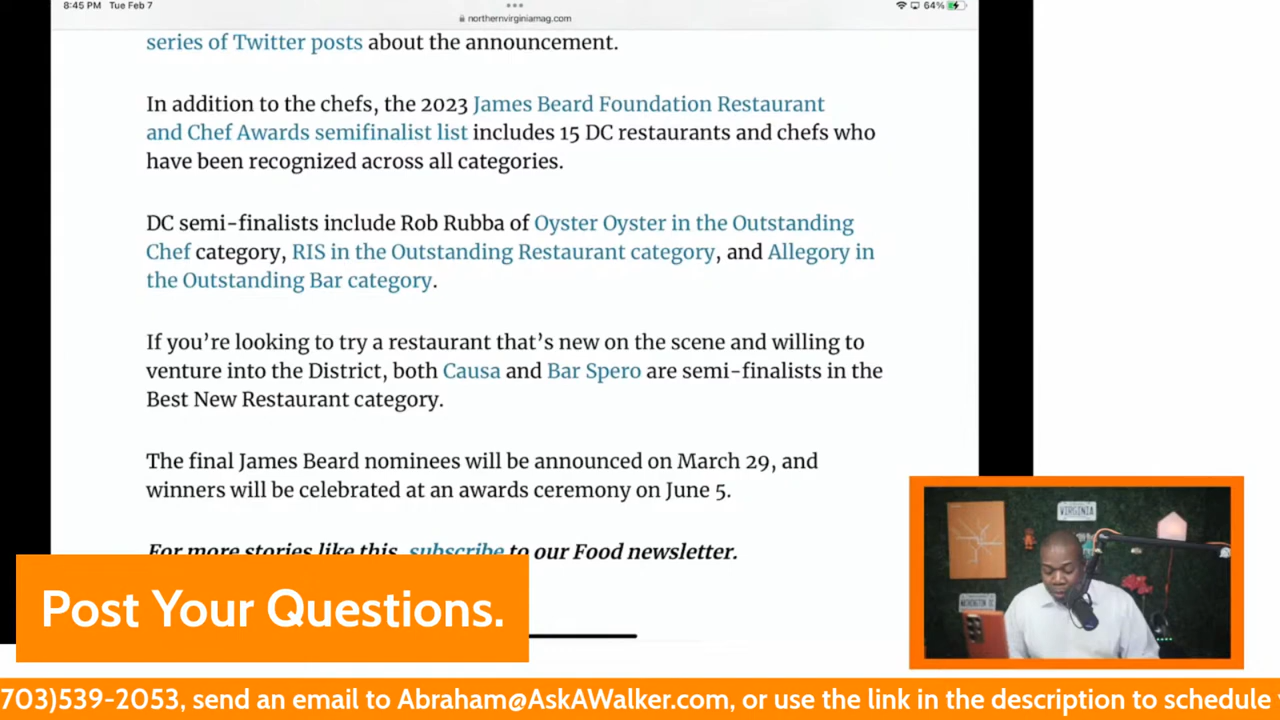 8:45 PM Tue Feb 7
64%
northernvirginiamag.com
series of Twitter posts about the announcement.
In addition to the chefs, the 2023 James Beard Foundation Restaurant
and Chef Awards semifinalist list includes 15 DC restaurants and chefs who
have been recognized across all categories.
DC semi-finalists include Rob Rubba of Oyster Oyster in the Outstanding
Chef category, RIS in the Outstanding Restaurant category, and Allegory in
the Outstanding Bar category.
If you’re looking to try a restaurant that’s new on the scene and willing to
venture into the District, both Causa and Bar Spero are semi-finalists in the
Best New Restaurant category.
The final James Beard nominees will be announced on March 29, and
winners will be celebrated at an awards ceremony on June 5.
For more stories like this, subscribe to our Food newsletter.
VIRGINIA
WASHINGTON DC
Post Your Questions.
703)539-2053, send an email to Abraham@AskAWalker.com, or use the link in the description to schedule